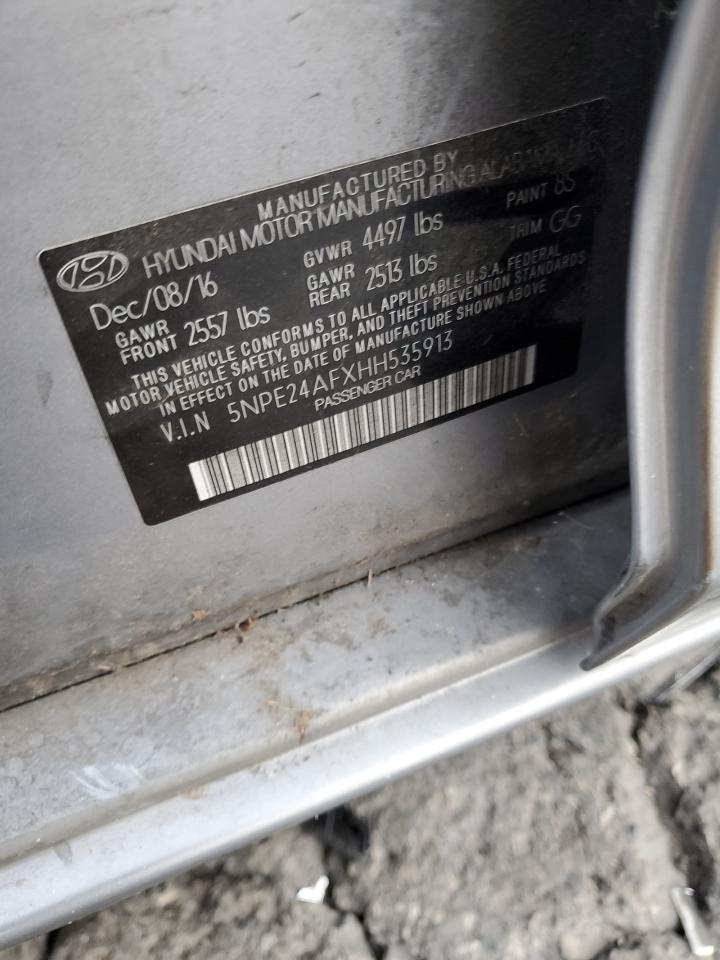 MANUFACTURED BY
HYUNDAI MOTOR MANUFACTURING ALABAMA, LLC
Dec/08/16 GVWR 4497 lbs PAINT 8S
GAWR FRONT 2557 lbs GAWR REAR 2513 lbs TRIM GG
THIS VEHICLE CONFORMS TO ALL APPLICABLE U.S.A. FEDERAL
MOTOR VEHICLE SAFETY, BUMPER, AND THEFT PREVENTION STANDARDS
IN EFFECT ON THE DATE OF MANUFACTURE SHOWN ABOVE
V.I.N 5NPE24AFXHH535913
PASSENGER CAR